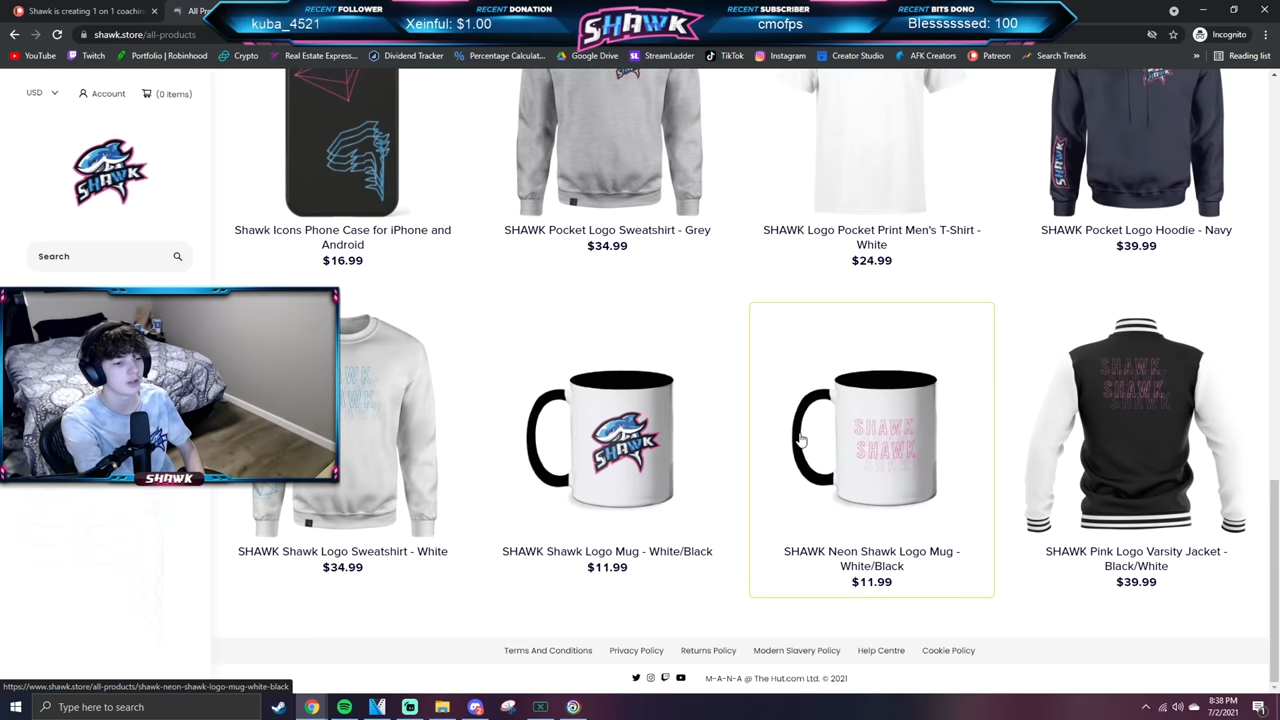 RECENT FOLLOWER
kuba_4521
RECENT DONATION
Xeinful: $1.00
SHAWK
RECENT SUBSCRIBER
cmofps
RECENT BITS DONO
Blessssssed: 100
Shawk is creating 1 on 1 coachin
All Pr
shawk.store/all-products
Incognito
YouTube
Twitch
Portfolio | Robinhood
Crypto
Real Estate Express...
Dividend Tracker
Percentage Calculat...
Google Drive
StreamLadder
TikTok
Instagram
Creator Studio
AFK Creators
Patreon
Search Trends
Reading list
USD
Account
(0 items)
SHAWK
Search
SHAWK
Shawk Icons Phone Case for iPhone and
Android
$16.99
SHAWK Pocket Logo Sweatshirt - Grey
$34.99
SHAWK Logo Pocket Print Men's T-Shirt -
White
$24.99
SHAWK Pocket Logo Hoodie - Navy
$39.99
SHAWK
SHAWK
SHAWK
SHAWK
SHAWK
SHAWK
SHAWK
SHAWK
SHAWK
SHAWK Shawk Logo Sweatshirt - White
$34.99
SHAWK Shawk Logo Mug - White/Black
$11.99
SHAWK Neon Shawk Logo Mug -
White/Black
$11.99
SHAWK Pink Logo Varsity Jacket -
Black/White
$39.99
Terms And Conditions
Privacy Policy
Returns Policy
Modern Slavery Policy
Help Centre
Cookie Policy
M-A-N-A @ The Hut.com Ltd. © 2021
https://www.shawk.store/all-products/shawk-neon-shawk-logo-mug-white-black
Type here to search
8:38 PM
7/2/2021